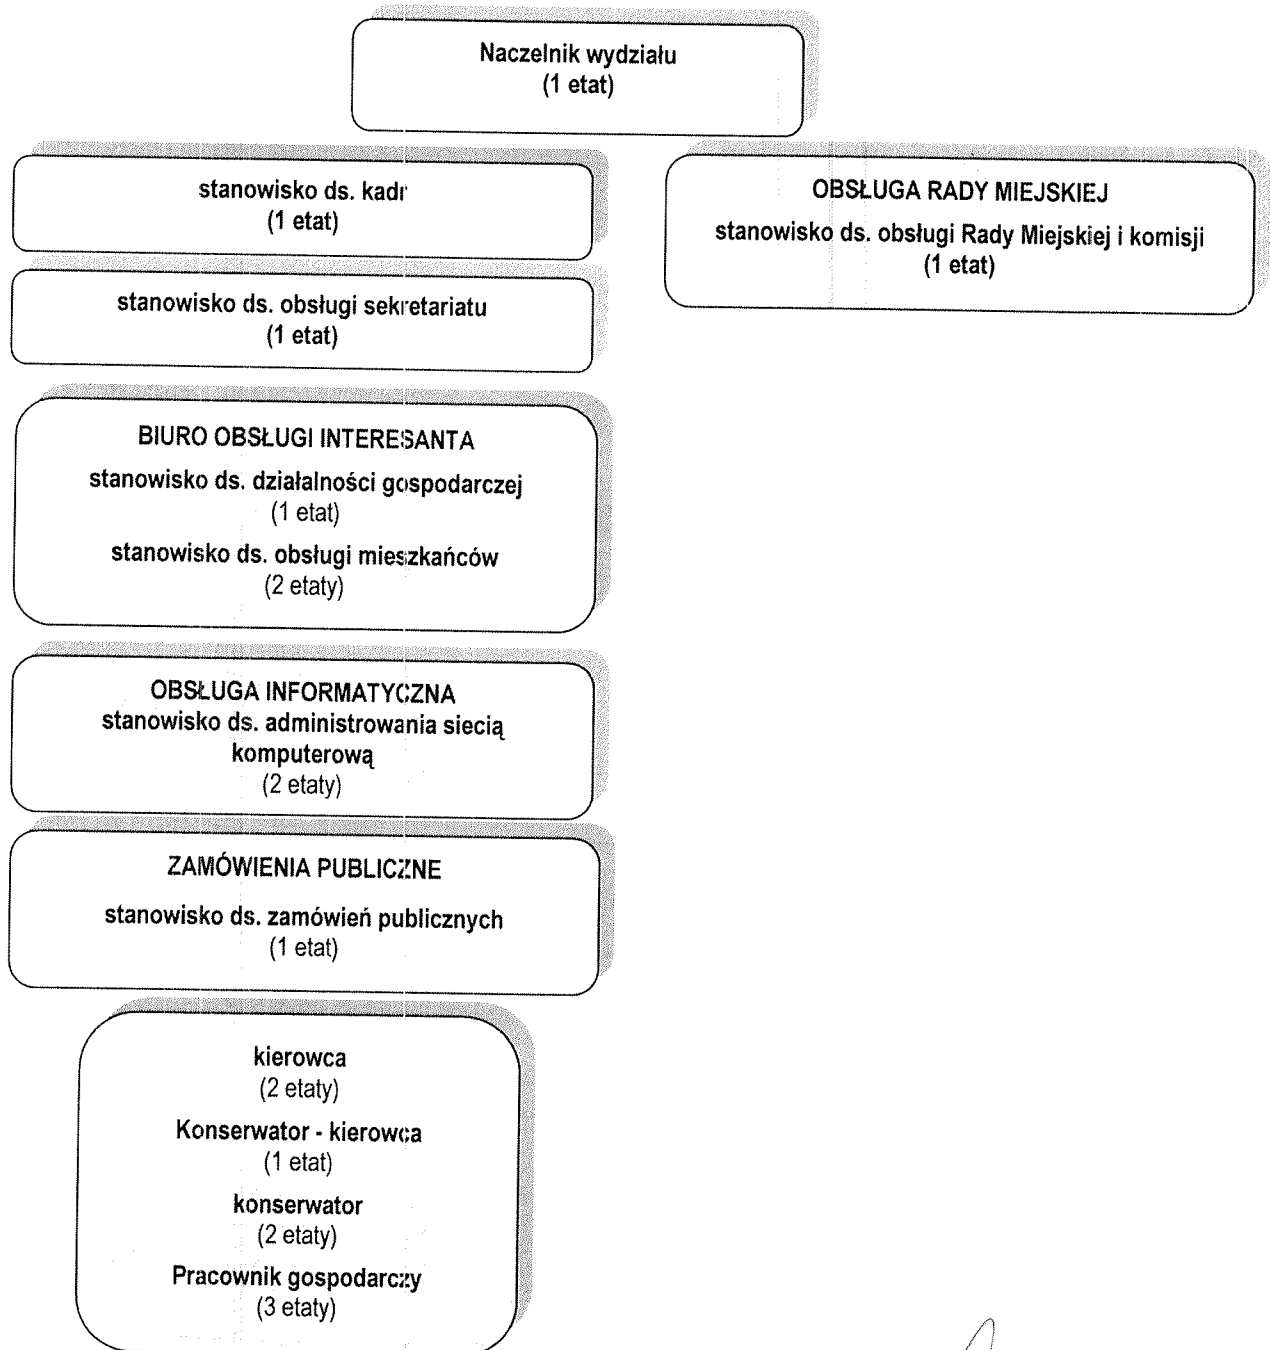 Naczelnik wydziału
(1 etat)
stanowisko ds. kadr
(1 etat)
OBSŁUGA RADY MIEJSKIEJ
stanowisko ds. obsługi Rady Miejskiej i komisji
(1 etat)
stanowisko ds. obsługi sekretariatu
(1 etat)
BIURO OBSŁUGI INTERESANTA
stanowisko ds. działalności gospodarczej
(1 etat)
stanowisko ds. obsługi mieszkańców
(2 etaty)
OBSŁUGA INFORMATYCZNA
stanowisko ds. administrowania siecią
komputerową
(2 etaty)
ZAMÓWIENIA PUBLICZNE
stanowisko ds. zamówień publicznych
(1 etat)
kierowca
(2 etaty)
Konserwator - kierowca
(1 etat)
konserwator
(2 etaty)
Pracownik gospodarczy
(3 etaty)